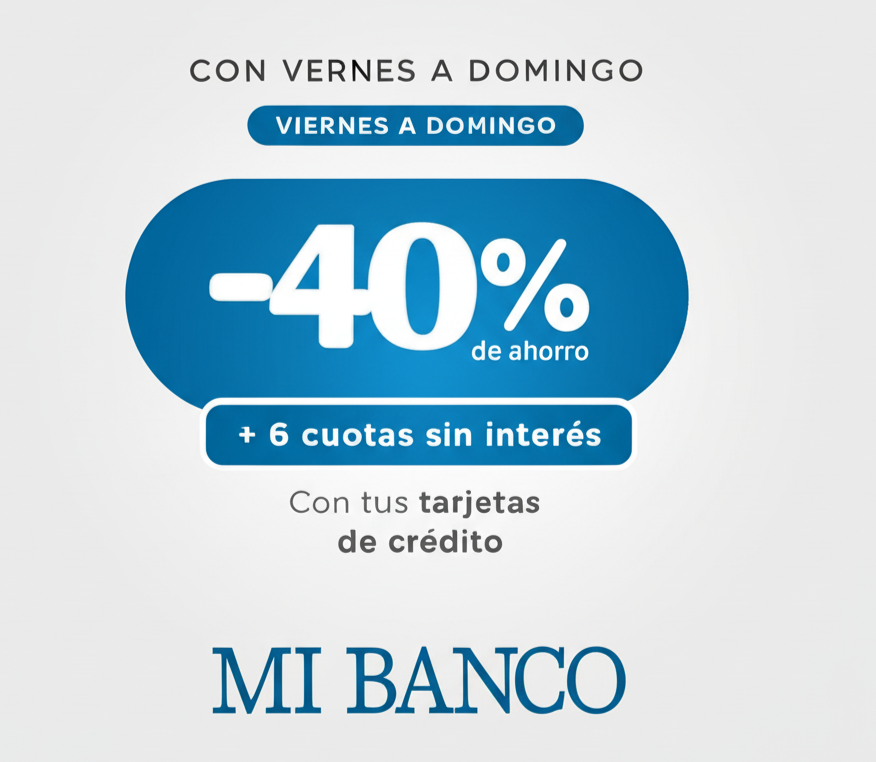 CON VERNES A DOMINGO
VIERNES A DOMINGO
-40%
de ahorro
+ 6 cuotas sin interés
Con tus tarjetas
de crédito
MI BANCO